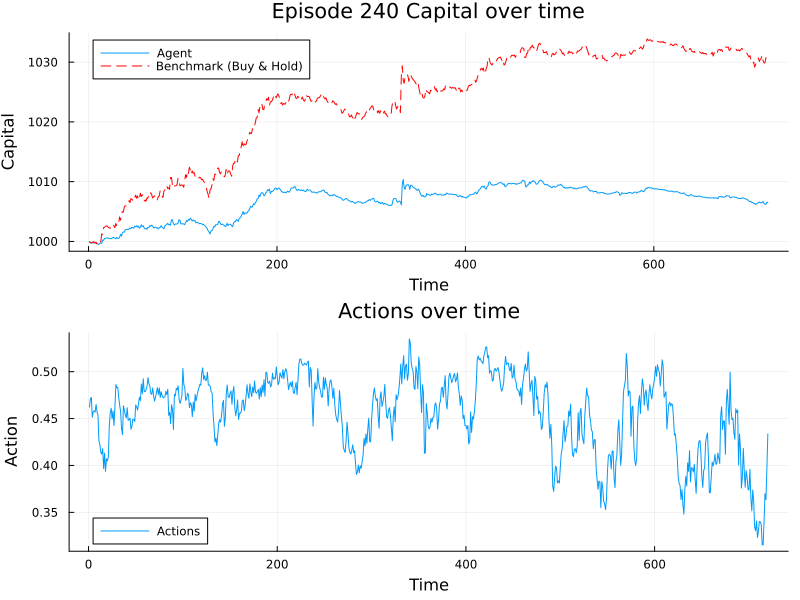 Episode 240 Capital over time
Capital
1030
1020
1010
1000
Agent
Benchmark (Buy & Hold)
0
200
400
600
Time
Actions over time
Action
0.50
0.45
0.40
0.35
Actions
0
200
400
600
Time